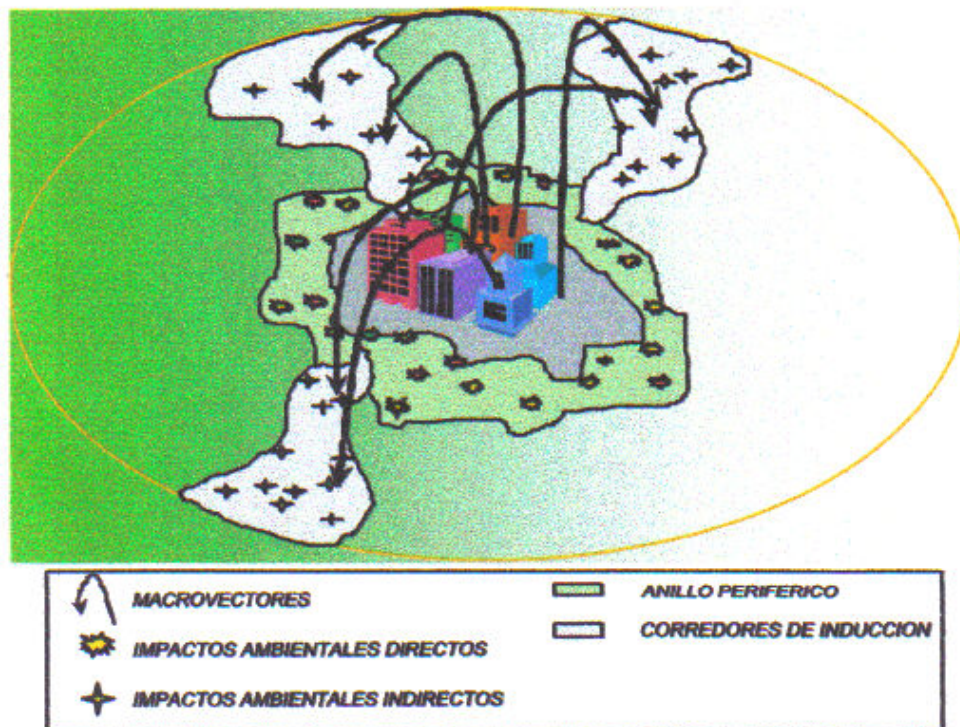 MACROVECTORES
IMPACTOS AMBIENTALES DIRECTOS
IMPACTOS AMBIENTALES INDIRECTOS
ANILLO PERIFERICO
CORREDORES DE INDUCCION